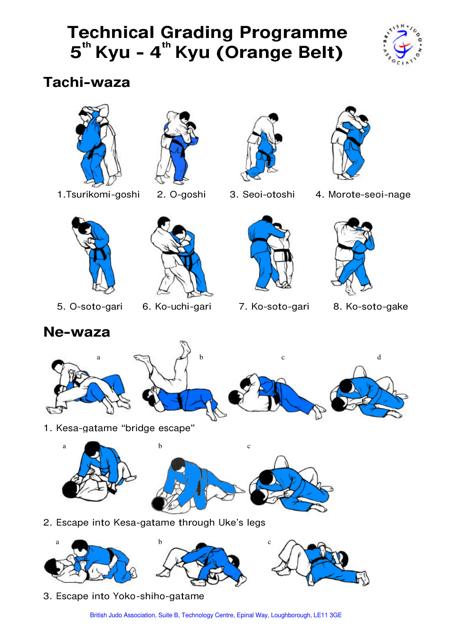 Technical Grading Programme
5th Kyu - 4th Kyu (Orange Belt)
BRITISH · JUDO · ASSOCIATION ·
Tachi-waza
1.Tsurikomi-goshi 2. O-goshi 3. Seoi-otoshi 4. Morote-seoi-nage
5. O-soto-gari 6. Ko-uchi-gari 7. Ko-soto-gari 8. Ko-soto-gake
Ne-waza
a b c d
1. Kesa-gatame “bridge escape”
a b c
2. Escape into Kesa-gatame through Uke's legs
a b c
3. Escape into Yoko-shiho-gatame
British Judo Association, Suite B, Technology Centre, Epinal Way, Loughborough, LE11 3GE